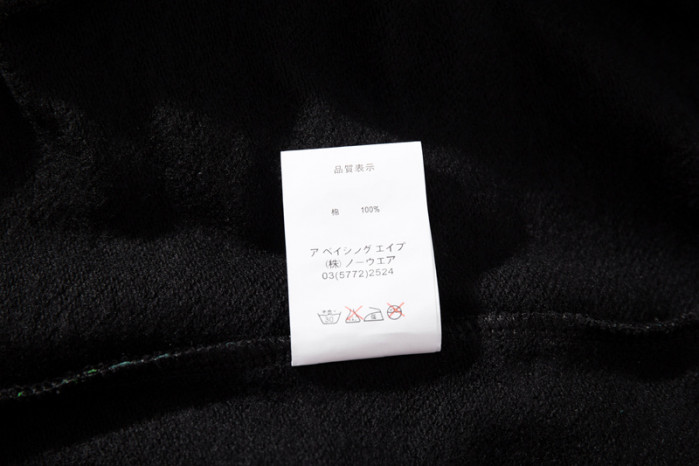 品質表示
棉 100%
ア ベイシング エイプ
(株) ノーウエア
03(5772)2524